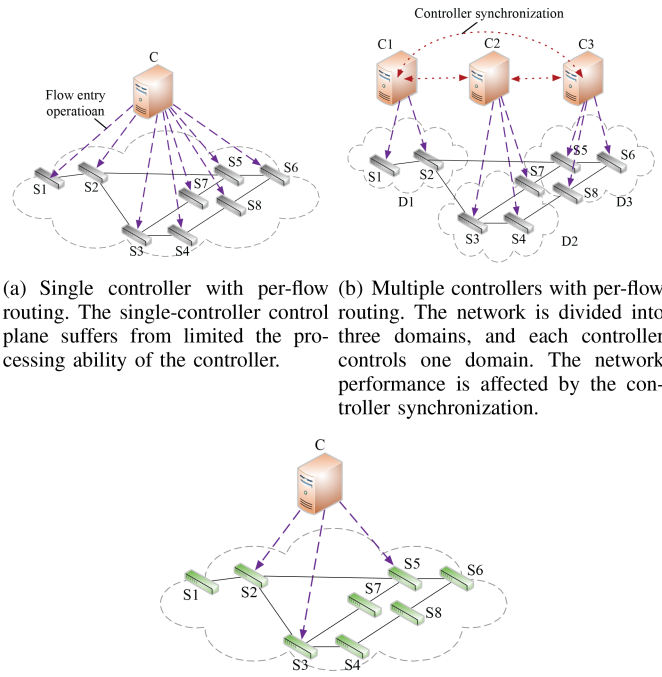 C
Flow entry
operatioan
S1
S2
S3
S4
S5
S6
S7
S8
Controller synchronization
C1
C2
C3
S1
S2
S3
S4
S5
S6
S7
S8
D1
D2
D3
(a) Single controller with per-flow
routing. The single-controller control
plane suffers from limited the pro-
cessing ability of the controller.
(b) Multiple controllers with per-flow
routing. The network is divided into
three domains, and each controller
controls one domain. The network
performance is affected by the con-
troller synchronization.
C
S1
S2
S3
S4
S5
S6
S7
S8